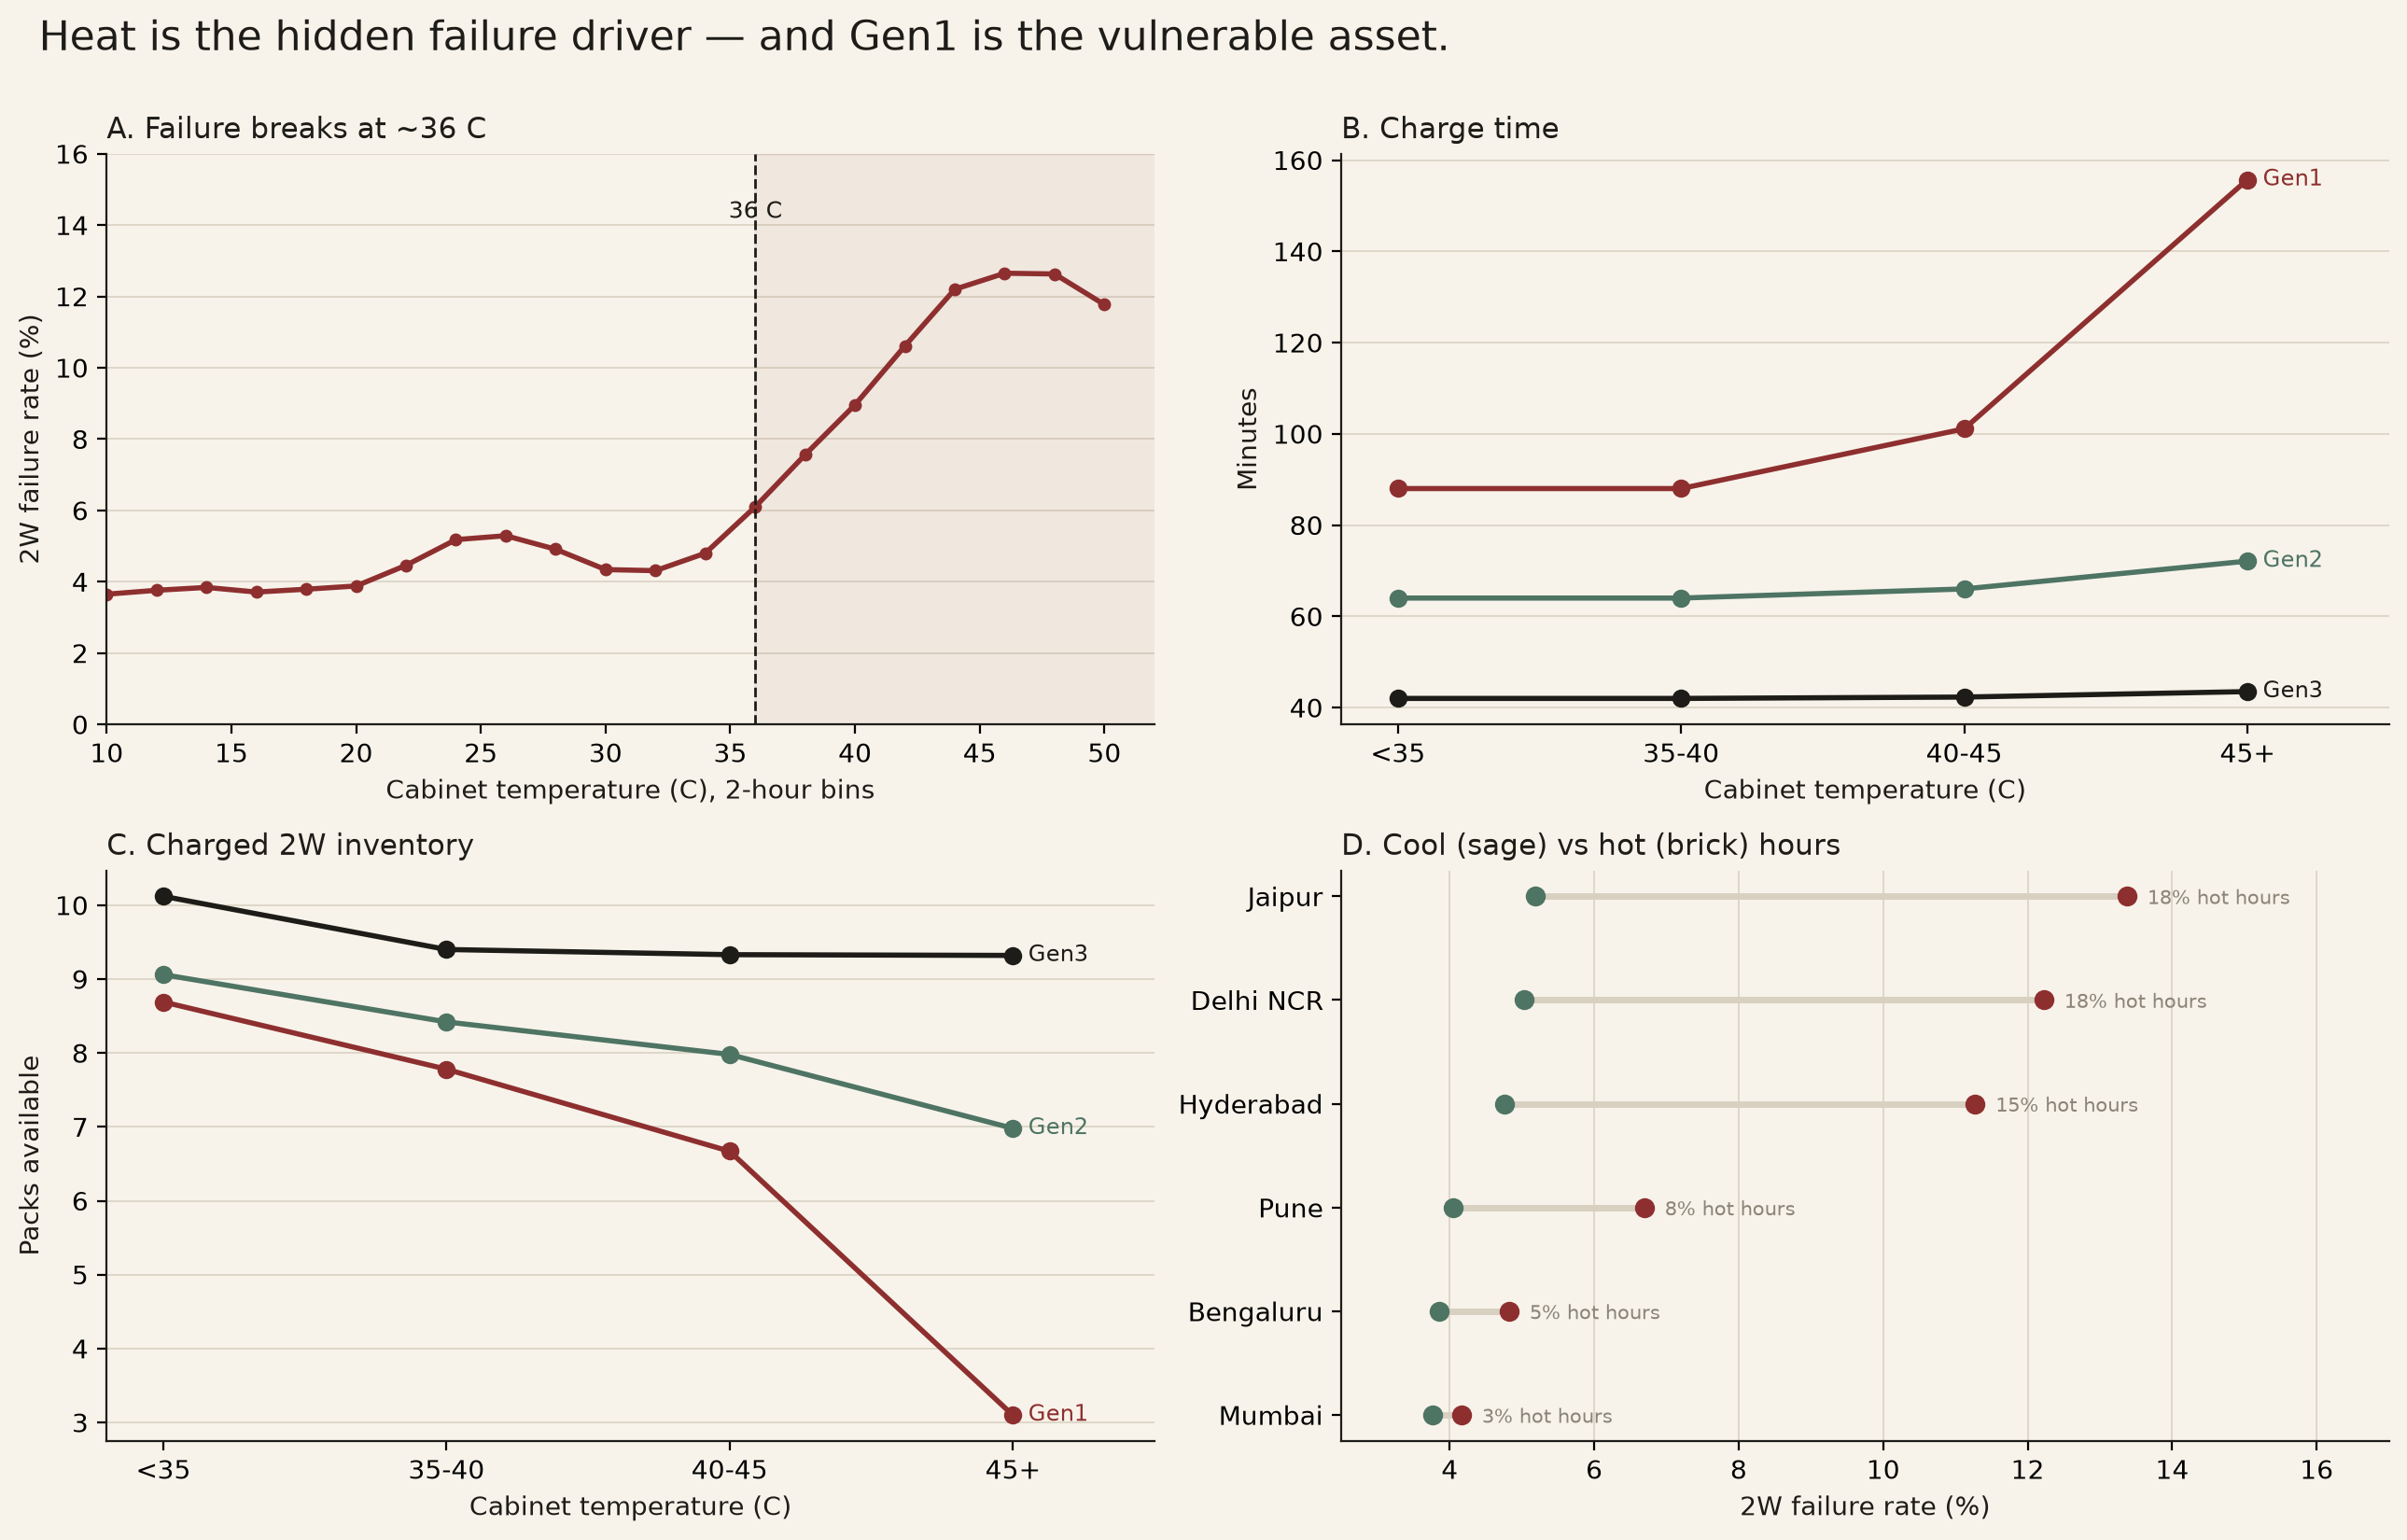 Heat is the hidden failure driver — and Gen1 is the vulnerable asset.
A. Failure breaks at ~36 C
2W failure rate (%)
16
14
12
10
8
6
4
2
0
36 C
10 15 20 25 30 35 40 45 50
Cabinet temperature (C), 2-hour bins
B. Charge time
Minutes
160
140
120
100
80
60
40
Gen1
Gen2
Gen3
<35 35-40 40-45 45+
Cabinet temperature (C)
C. Charged 2W inventory
Packs available
10
9
8
7
6
5
4
3
Gen3
Gen2
Gen1
<35 35-40 40-45 45+
Cabinet temperature (C)
D. Cool (sage) vs hot (brick) hours
Jaipur 18% hot hours
Delhi NCR 18% hot hours
Hyderabad 15% hot hours
Pune 8% hot hours
Bengaluru 5% hot hours
Mumbai 3% hot hours
4 6 8 10 12 14 16
2W failure rate (%)